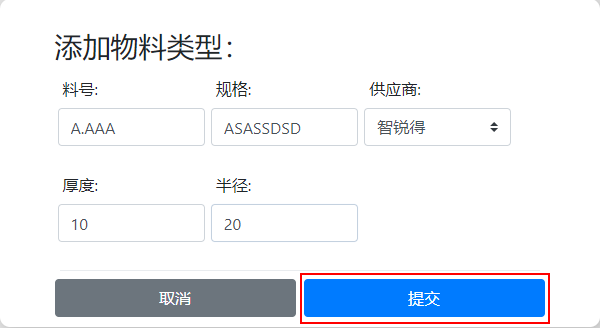 添加物料类型：
料号: 规格: 供应商:
A.AAA ASASSDSD 智锐得
厚度: 半径:
10 20
取消 提交